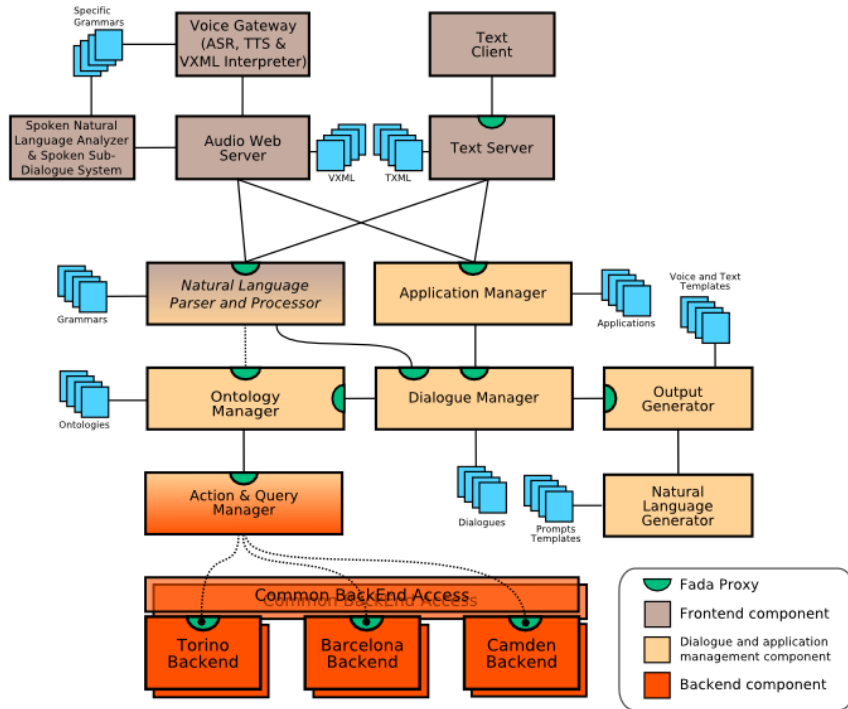 Specific
Grammars
Voice Gateway
(ASR, TTS &
VXML Interpreter)
Text
Client
Spoken Natural
Language Analyzer
& Spoken Sub-
Dialogue System
Audio Web
Server
VXML
TXML
Text Server
Natural Language
Parser and Processor
Grammars
Application Manager
Applications
Voice and Text
Templates
Ontology
Manager
Ontologies
Dialogue Manager
Output
Generator
Action & Query
Manager
Dialogues
Prompts
Templates
Natural
Language
Generator
Common BackEnd Access
Common BackEnd Access
Torino
Backend
Barcelona
Backend
Camden
Backend
Fada Proxy
Frontend component
Dialogue and application
management component
Backend component